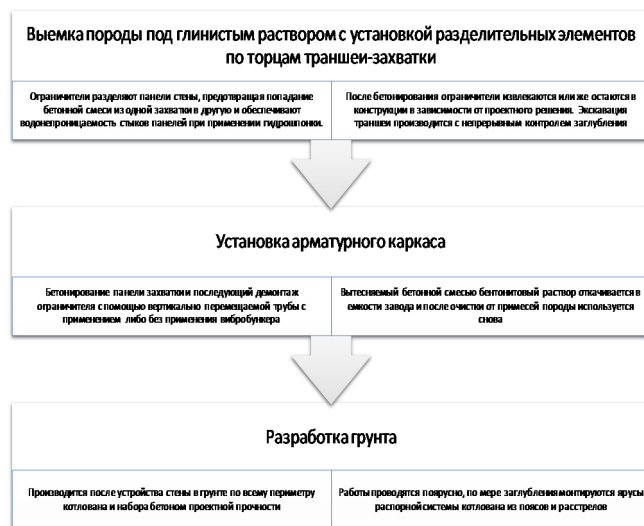 Выемка породы под глинистым раствором с установкой разделительных элементов
по торцам траншеи-захватки
Ограничители разделяют панели стены, предотвращая попадание
бетонной смеси из одной захватки в другую и обеспечивают
водонепроницаемость стыков панелей при применении гидрошпонки.
После бетонирования ограничители извлекаются или же остаются в
конструкции в зависимости от проектного решения. Экскавация
траншеи производится с непрерывным контролем заглубления
Установка арматурного каркаса
Бетонирование панели захватки и последующий демонтаж
ограничителя с помощью вертикально перемещаемой трубы с
применением либо без применения вибробункера
Вытесняемый бетонной смесью бентонитовый раствор откачивается в
емкости завода и после очистки от примесей породы используется
снова
Разработка грунта
Производится после устройства стены в грунте по всему периметру
котлована и набора бетоном проектной прочности
Работы проводятся поярусно, по мере заглубления монтируются ярусы
распорной системы котлована из поясов и расстрелов